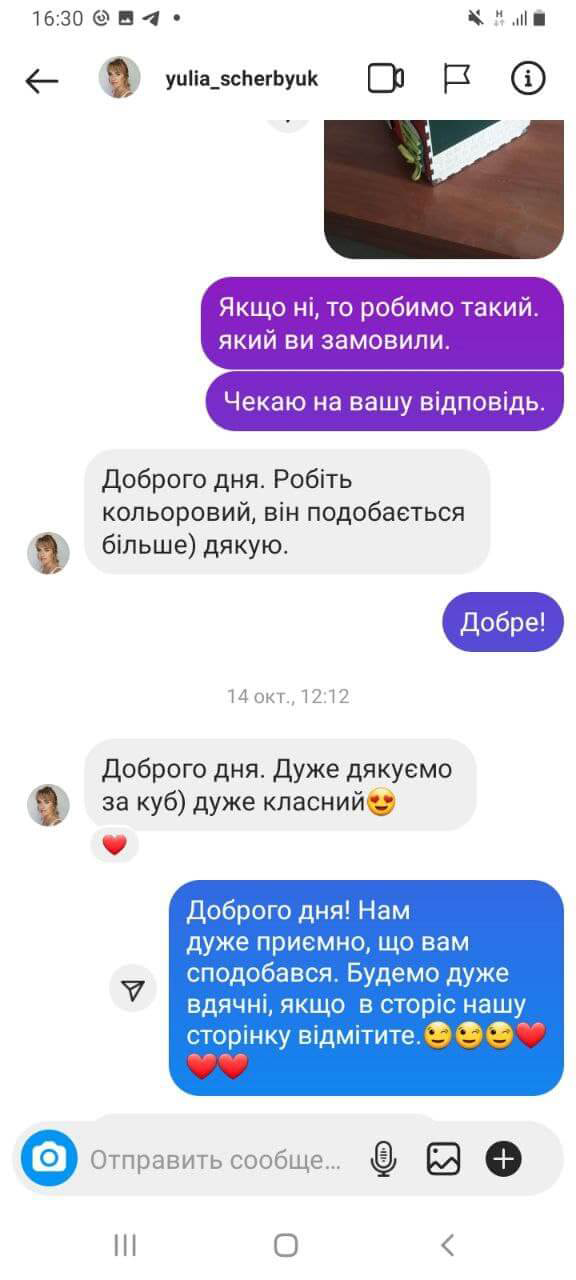 16:30
yulia_scherbyuk
Якщо ні, то робимо такий.
який ви замовили.
Чекаю на вашу відповідь.
Доброго дня. Робіть
кольоровий, він подобається
більше) дякую.
Добре!
14 окт., 12:12
Доброго дня. Дуже дякуємо
за куб) дуже класний😍
❤️
Доброго дня! Нам
дуже приємно, що вам
сподобався. Будемо дуже
вдячні, якщо  в сторіс нашу
сторінку відмітите.😉😉😉❤️
❤️❤️
Отправить сообще...